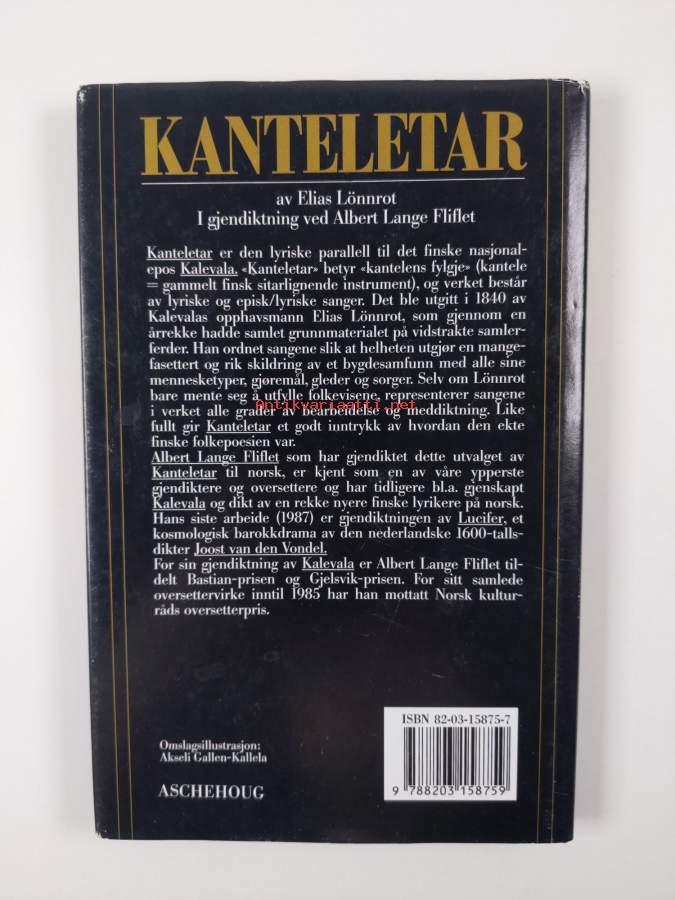 KANTELETAR
av Elias Lönnrot
I gjendiktning ved Albert Lange Fliflet
Kanteletar er den lyriske parallell til det finske nasjonal-
epos Kalevala. «Kanteletar» betyr «kantelens fylgje» (kantele
= gammelt finsk sitarlignende instrument), og verket består
av lyriske og episk/lyriske sanger. Det ble utgitt i 1840 av
Kalevalas opphavsmann Elias Lönnrot, som gjennom en
årrekke hadde samlet grunnmaterialet på vidstrakte samler-
ferder. Han ordnet sangene slik at helheten utgjør en mange-
fasettert og rik skildring av et bygdesamfunn med alle sine
mennesketyper, gjøremål, gleder og sorger. Selv om Lönnrot
bare mente seg å utfylle folkevisene, representerer sangene
i verket alle grader av bearbeidelse og meddiktning. Like
Antikvariaatti.net
fullt gir Kanteletar et godt inntrykk av hvordan den ekte
finske folkepoesien var.
Albert Lange Fliflet som har gjendiktet dette utvalget av
Kanteletar til norsk, er kjent som en av våre ypperste
gjendiktere og oversettere og har tidligere bl.a. gjenskapt
Kalevala og dikt av en rekke nyere finske lyrikere på norsk.
Hans siste arbeide (1987) er gjendiktningen av Lucifer, et
kosmologisk barokkdrama av den nederlandske 1600-talls-
dikter Joost van den Vondel.
For sin gjendiktning av Kalevala er Albert Lange Fliflet til-
delt Bastian-prisen og Gjelsvik-prisen. For sitt samlede
oversettervirke inntil 1985 har han mottatt Norsk kultur-
råds oversetterpris.
ISBN 82-03-15875-7
9 788203 158759
Omslagsillustrasjon:
Akseli Gallen-Kallela
ASCHEHOUG